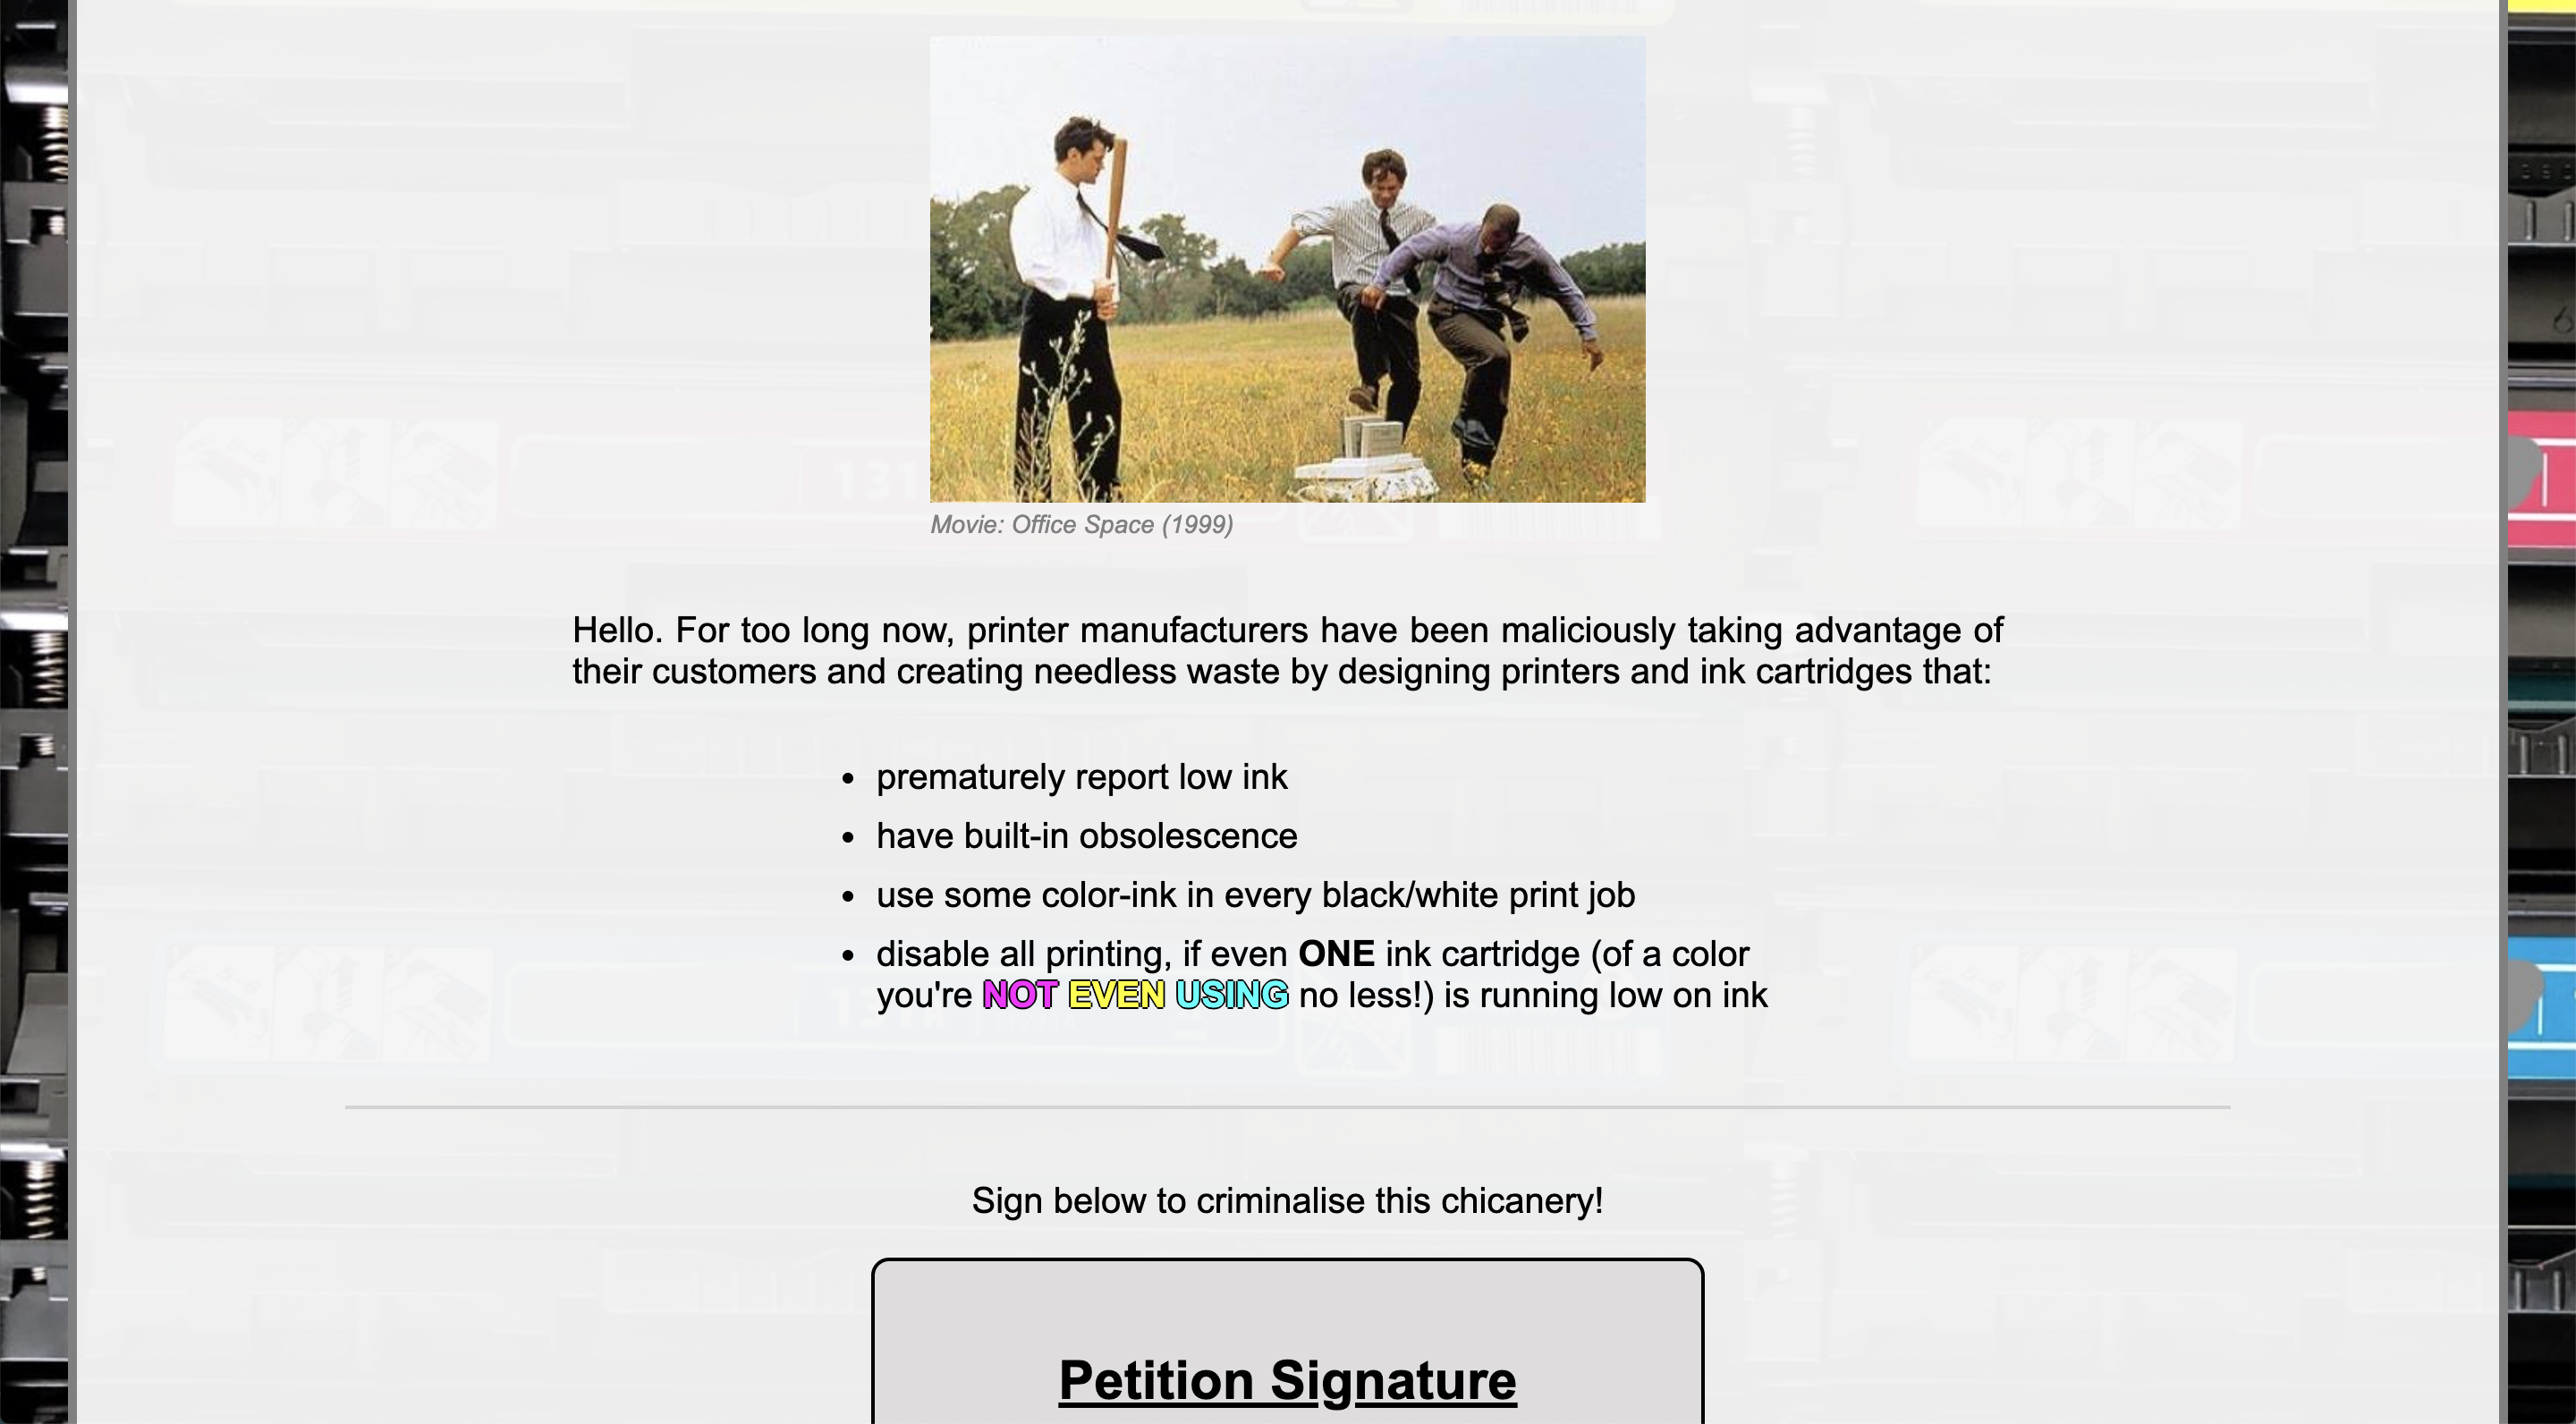 Movie: Office Space (1999)
Hello. For too long now, printer manufacturers have been maliciously taking advantage of
their customers and creating needless waste by designing printers and ink cartridges that:
• prematurely report low ink
• have built-in obsolescence
• use some color-ink in every black/white print job
• disable all printing, if even ONE ink cartridge (of a color
you're NOT EVEN USING no less!) is running low on ink
Sign below to criminalise this chicanery!
Petition Signature